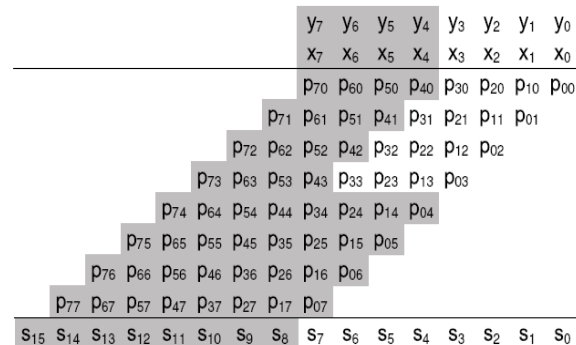 y₇ y₆ y₅ y₄ y₃ y₂ y₁ y₀
x₇ x₆ x₅ x₄ x₃ x₂ x₁ x₀
p₇₀ p₆₀ p₅₀ p₄₀ p₃₀ p₂₀ p₁₀ p₀₀
p₇₁ p₆₁ p₅₁ p₄₁ p₃₁ p₂₁ p₁₁ p₀₁
p₇₂ p₆₂ p₅₂ p₄₂ p₃₂ p₂₂ p₁₂ p₀₂
p₇₃ p₆₃ p₅₃ p₄₃ p₃₃ p₂₃ p₁₃ p₀₃
p₇₄ p₆₄ p₅₄ p₄₄ p₃₄ p₂₄ p₁₄ p₀₄
p₇₅ p₆₅ p₅₅ p₄₅ p₃₅ p₂₅ p₁₅ p₀₅
p₇₆ p₆₆ p₅₆ p₄₆ p₃₆ p₂₆ p₁₆ p₀₆
p₇₇ p₆₇ p₅₇ p₄₇ p₃₇ p₂₇ p₁₇ p₀₇
s₁₅ s₁₄ s₁₃ s₁₂ s₁₁ s₁₀ s₉ s₈ s₇ s₆ s₅ s₄ s₃ s₂ s₁ s₀